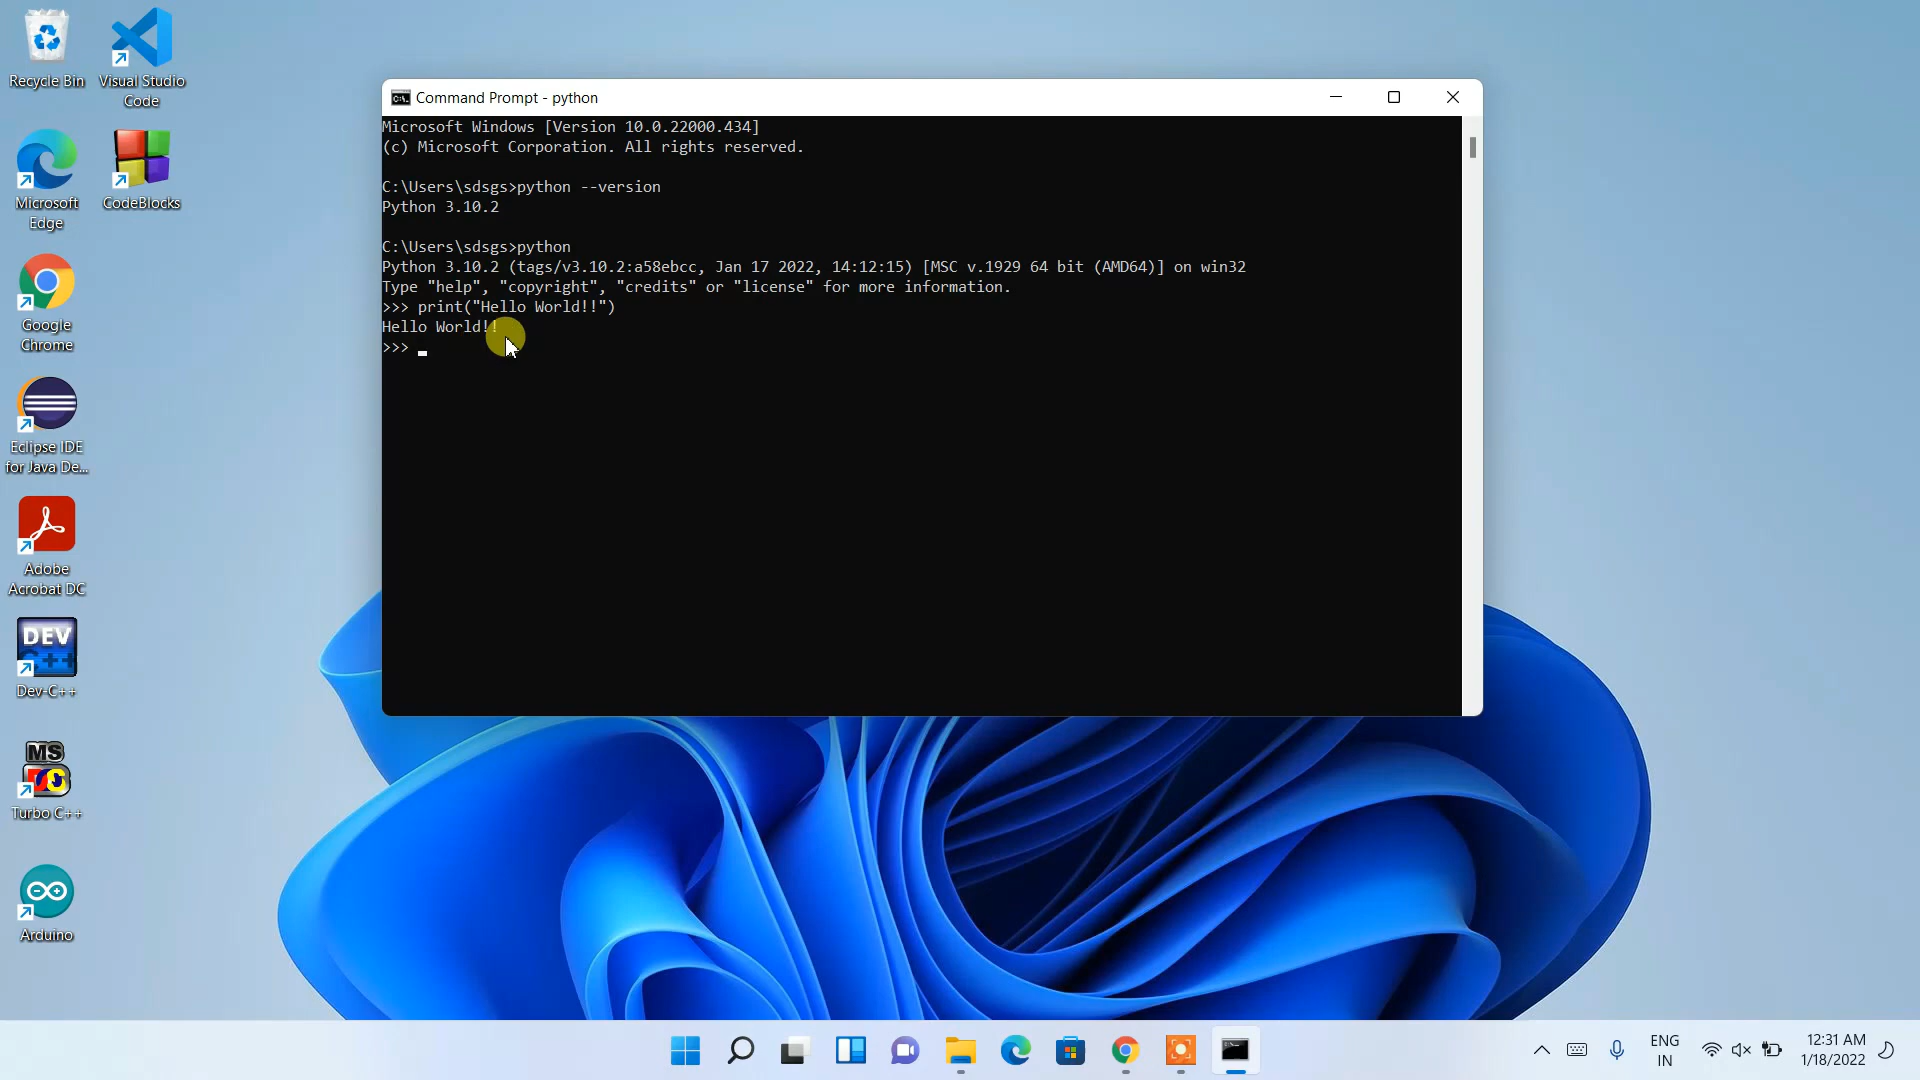 Recycle Bin
Visual Studio
Code
Microsoft
Edge
CodeBlocks
Google
Chrome
Eclipse IDE
for Java De...
Adobe
Acrobat DC
DEV
C++
Dev-C++
MS
DOS
Turbo C++
Arduino
C:\.
Command Prompt - python
Microsoft Windows [Version 10.0.22000.434]
(c) Microsoft Corporation. All rights reserved.
C:\Users\sdsgs>python --version
Python 3.10.2
C:\Users\sdsgs>python
Python 3.10.2 (tags/v3.10.2:a58ebcc, Jan 17 2022, 14:12:15) [MSC v.1929 64 bit (AMD64)] on win32
Type "help", "copyright", "credits" or "license" for more information.
>>> print("Hello World!!")
Hello World!!
>>>
ENG
IN
12:31 AM
1/18/2022